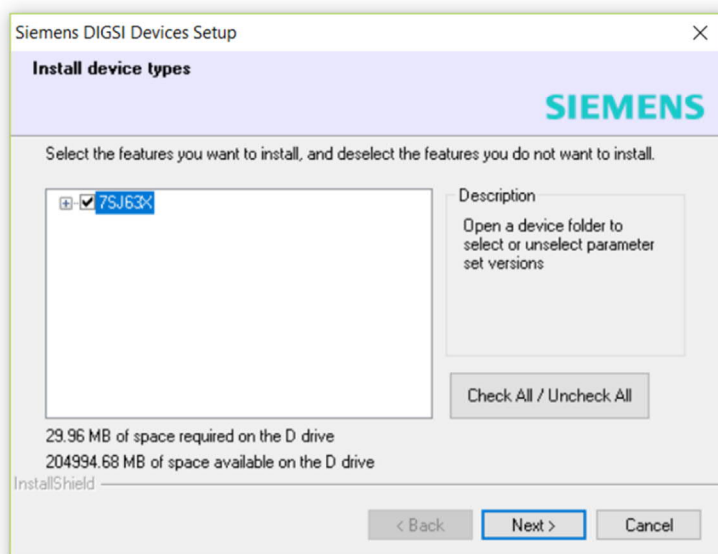 Siemens DIGSI Devices Setup
Install device types
SIEMENS
Select the features you want to install, and deselect the features you do not want to install.
7SJ63X
Description
Open a device folder to
select or unselect parameter
set versions
Check All / Uncheck All
29.96 MB of space required on the D drive
204994.68 MB of space available on the D drive
InstallShield
< Back
Next >
Cancel